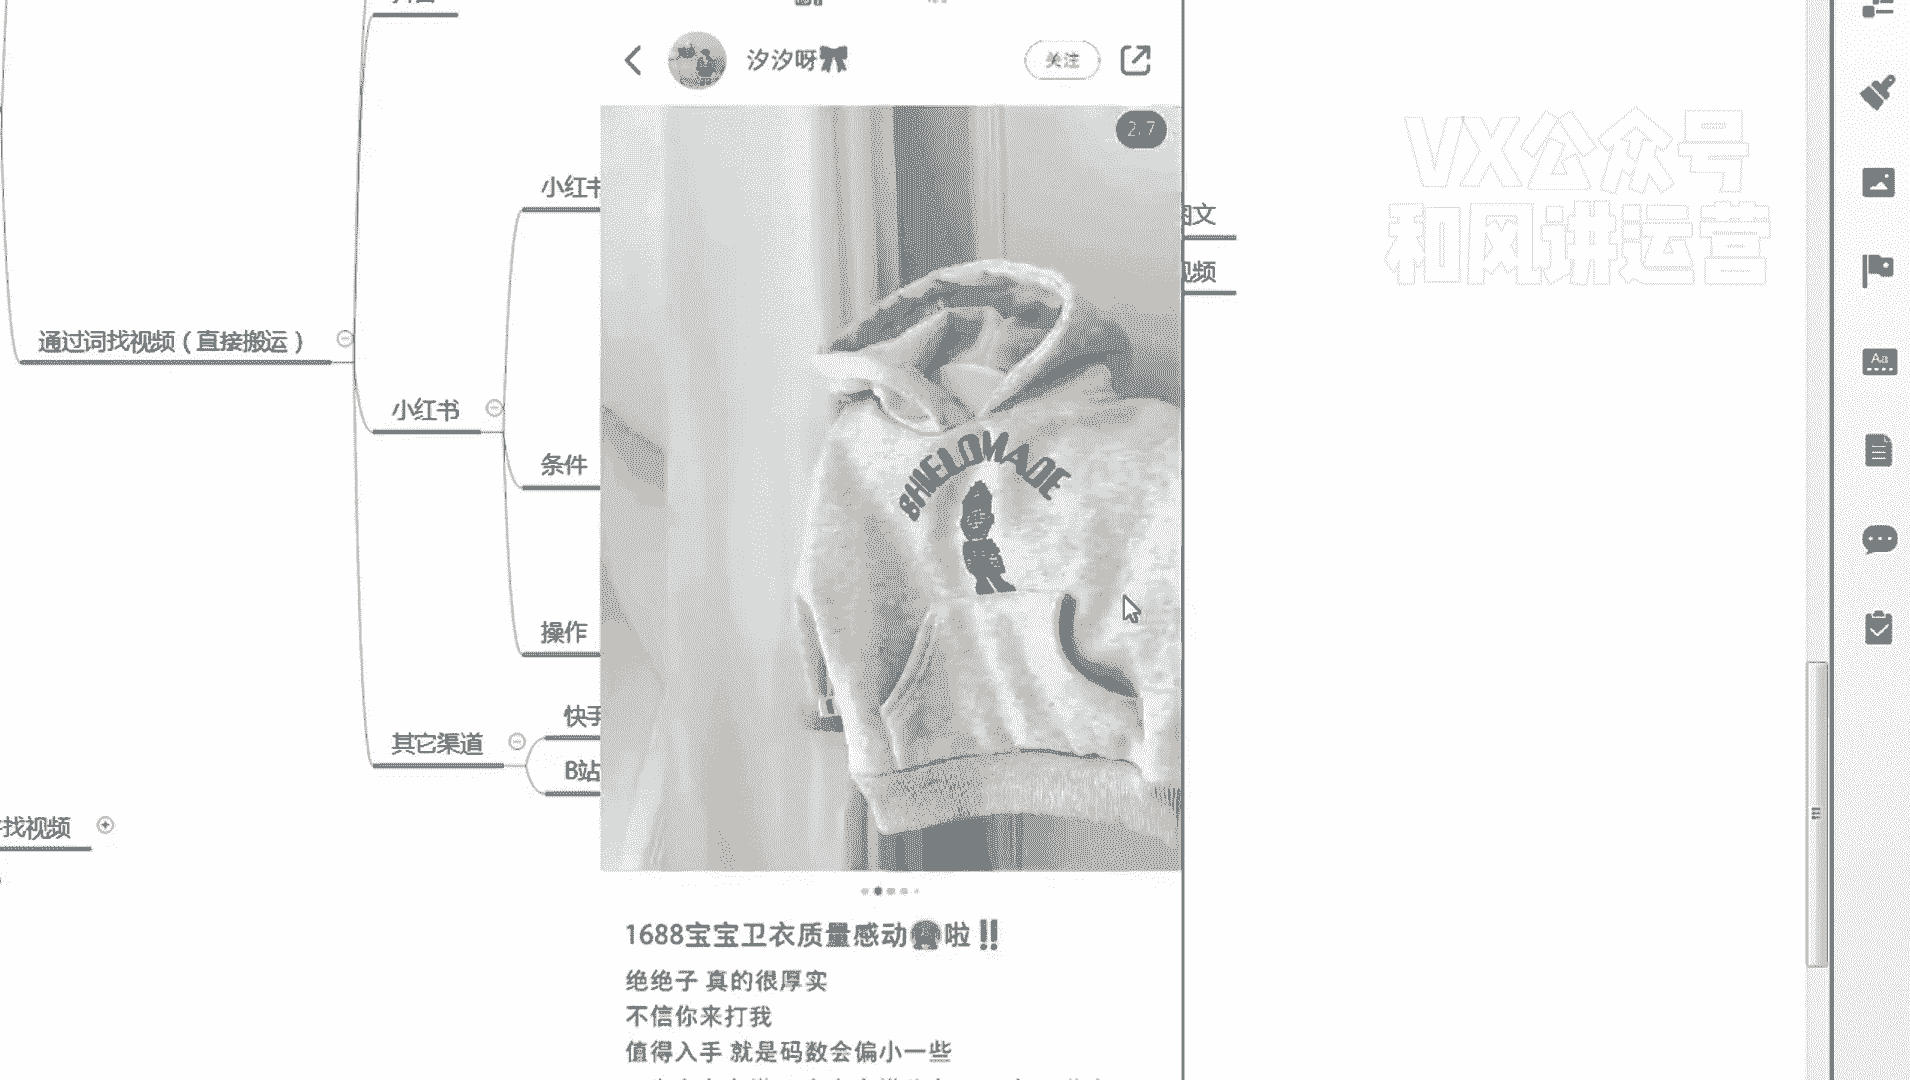 汐汐呀
关注
2/7
VX公众号
和风讲运营
小红书
图文
视频
通过词找视频（直接搬运）
小红书
条件
SHIELDMADE
操作
快手
其它渠道
B站
找视频
Aa
1688宝宝卫衣质量感动啦‼
绝绝子 真的很厚实
不信你来打我
值得入手 就是码数会偏小一些